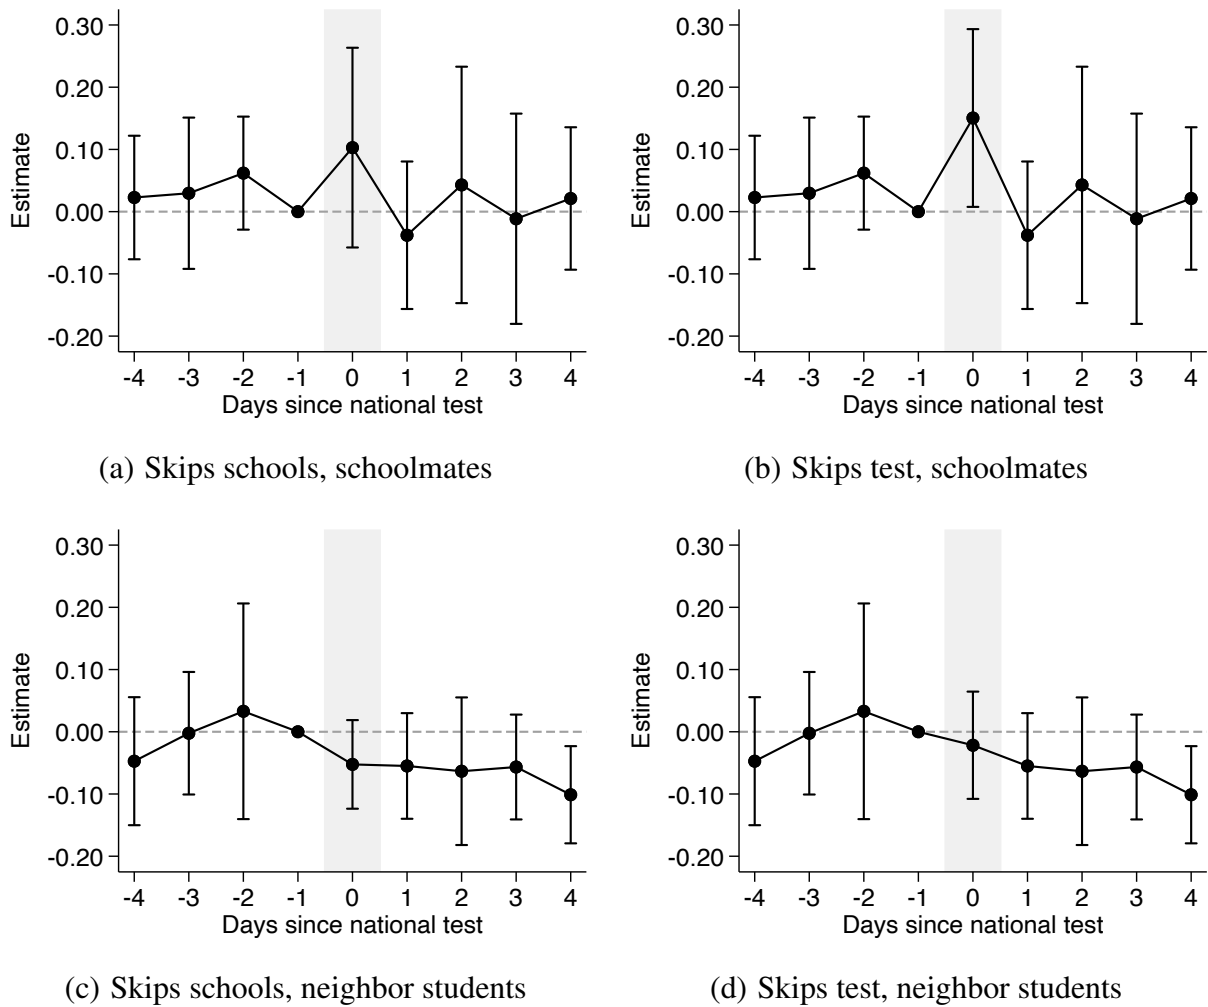 0.30
0.20
0.10
0.00
-0.10
-0.20
Estimate
-4 -3 -2 -1 0 1 2 3 4
Days since national test
(a) Skips schools, schoolmates
0.30
0.20
0.10
0.00
-0.10
-0.20
Estimate
-4 -3 -2 -1 0 1 2 3 4
Days since national test
(b) Skips test, schoolmates
0.30
0.20
0.10
0.00
-0.10
-0.20
Estimate
-4 -3 -2 -1 0 1 2 3 4
Days since national test
(c) Skips schools, neighbor students
0.30
0.20
0.10
0.00
-0.10
-0.20
Estimate
-4 -3 -2 -1 0 1 2 3 4
Days since national test
(d) Skips test, neighbor students